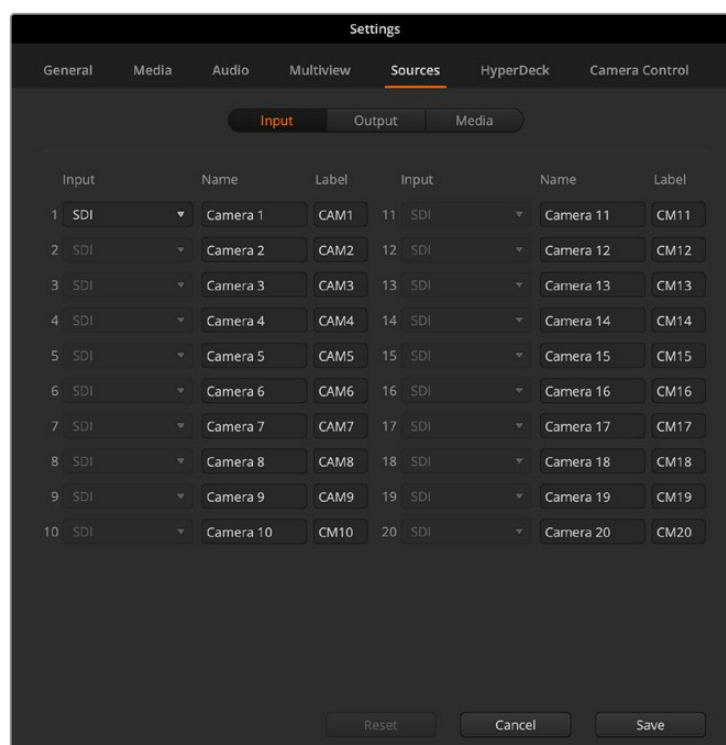 Settings
General Media Audio Multiview Sources HyperDeck Camera Control
Input Output Media
Input Name Label Input Name Label
1 SDI Camera 1 CAM1 11 SDI Camera 11 CM11
2 SDI Camera 2 CAM2 12 SDI Camera 12 CM12
3 SDI Camera 3 CAM3 13 SDI Camera 13 CM13
4 SDI Camera 4 CAM4 14 SDI Camera 14 CM14
5 SDI Camera 5 CAM5 15 SDI Camera 15 CM15
6 SDI Camera 6 CAM6 16 SDI Camera 16 CM16
7 SDI Camera 7 CAM7 17 SDI Camera 17 CM17
8 SDI Camera 8 CAM8 18 SDI Camera 18 CM18
9 SDI Camera 9 CAM9 19 SDI Camera 19 CM19
10 SDI Camera 10 CM10 20 SDI Camera 20 CM20
Reset Cancel Save